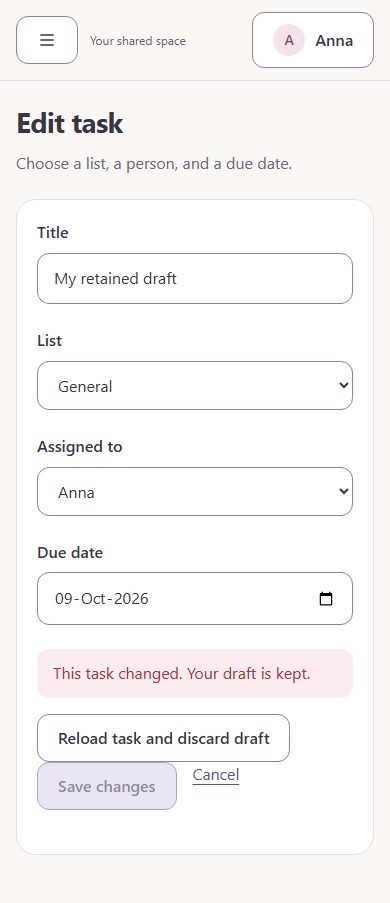 Your shared space
A
Anna
Edit task
Choose a list, a person, and a due date.
Title
My retained draft
List
General
Assigned to
Anna
Due date
09-Oct-2026
This task changed. Your draft is kept.
Reload task and discard draft
Save changes
Cancel